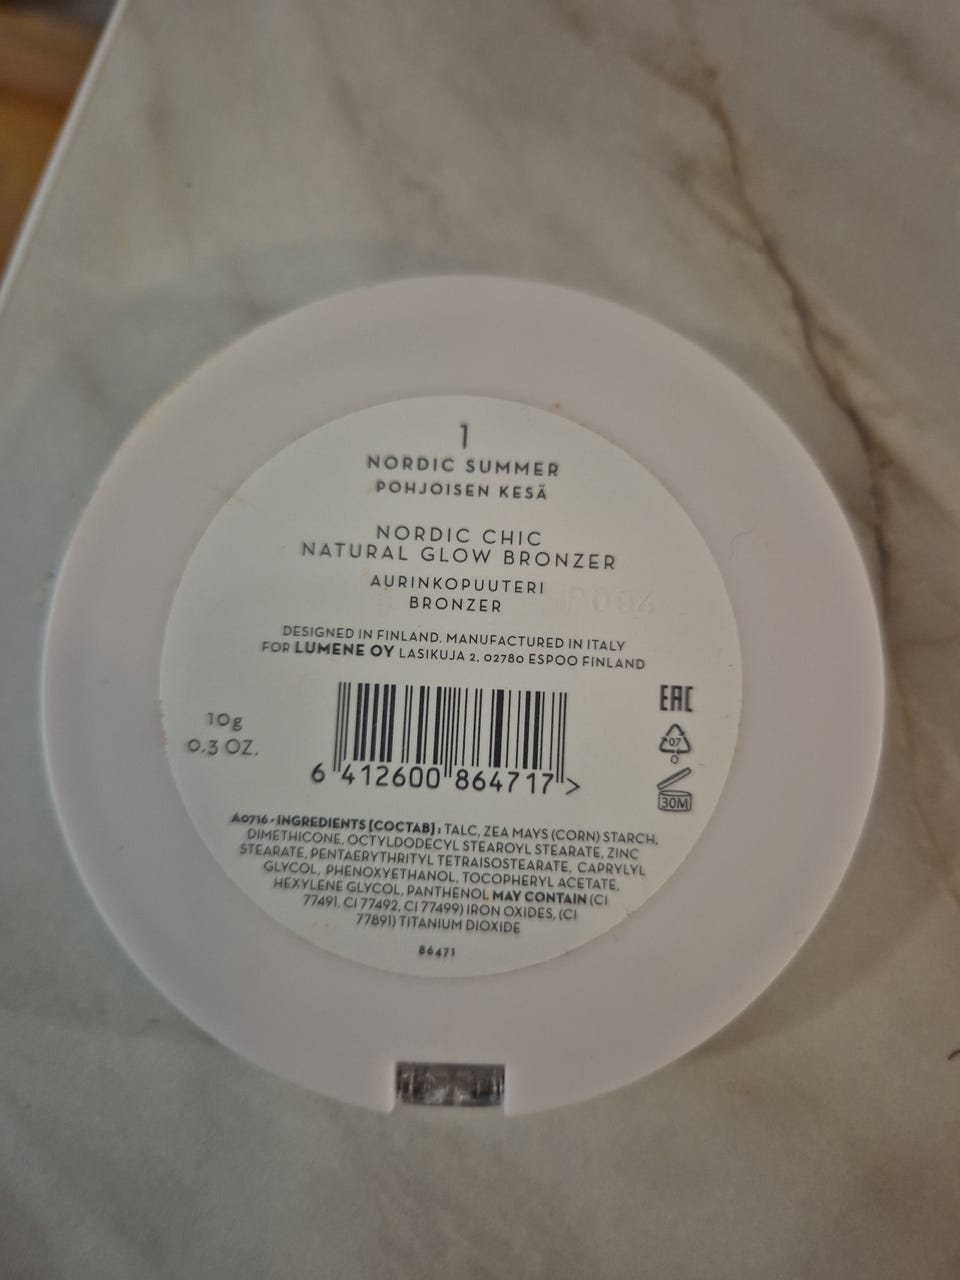 1
NORDIC SUMMER
POHJOISEN KESÄ
NORDIC CHIC
NATURAL GLOW BRONZER
AURINKOPUUTERI
BRONZER
DESIGNED IN FINLAND. MANUFACTURED IN ITALY
FOR LUMENE OY LASIKUJA 2, 02780 ESPOO FINLAND
10g
0.3 OZ.
6 412600 864717 >
EAC
07
O
30M
A0716 - INGREDIENTS [COCTAB] : TALC, ZEA MAYS (CORN) STARCH,
DIMETHICONE, OCTYLDODECYL STEAROYL STEARATE, ZINC
STEARATE, PENTAERYTHRITYL TETRAISOSTEARATE, CAPRYLYL
GLYCOL, PHENOXYETHANOL, TOCOPHERYL ACETATE,
HEXYLENE GLYCOL, PANTHENOL MAY CONTAIN (CI
77491, CI 77492, CI 77499) IRON OXIDES, (CI
77891) TITANIUM DIOXIDE
86471